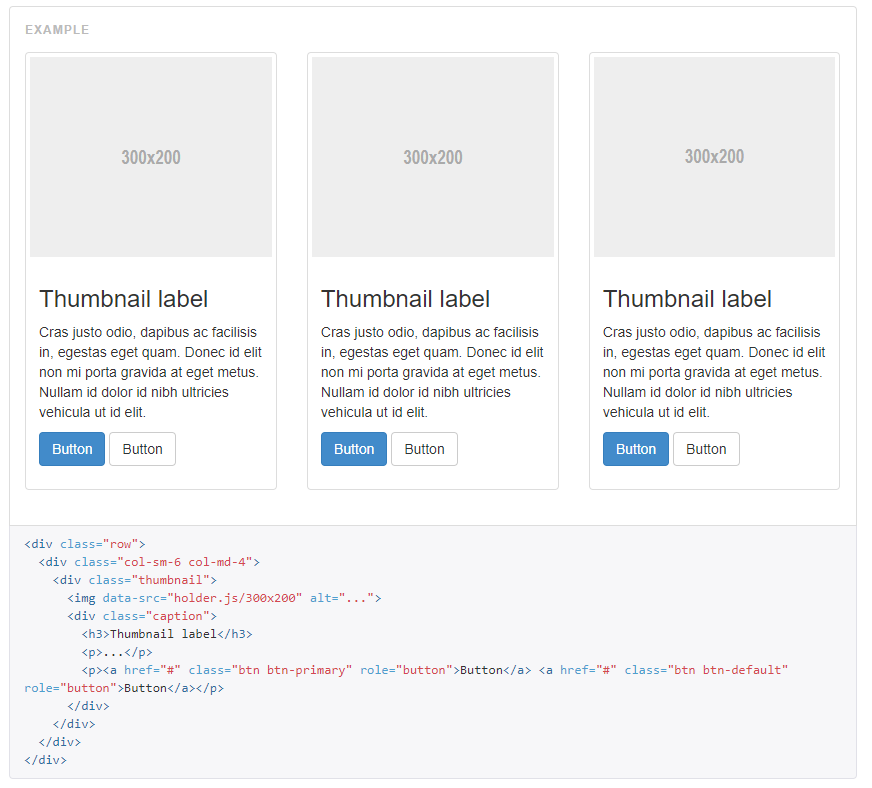 EXAMPLE
300x200
300x200
300x200
Thumbnail label
Cras justo odio, dapibus ac facilisis
in, egestas eget quam. Donec id elit
non mi porta gravida at eget metus.
Nullam id dolor id nibh ultricies
vehicula ut id elit.
Button Button
Thumbnail label
Cras justo odio, dapibus ac facilisis
in, egestas eget quam. Donec id elit
non mi porta gravida at eget metus.
Nullam id dolor id nibh ultricies
vehicula ut id elit.
Button Button
Thumbnail label
Cras justo odio, dapibus ac facilisis
in, egestas eget quam. Donec id elit
non mi porta gravida at eget metus.
Nullam id dolor id nibh ultricies
vehicula ut id elit.
Button Button
<div class="row">
  <div class="col-sm-6 col-md-4">
    <div class="thumbnail">
      <img data-src="holder.js/300x200" alt="...">
      <div class="caption">
        <h3>Thumbnail label</h3>
        <p>...</p>
        <p><a href="#" class="btn btn-primary" role="button">Button</a> <a href="#" class="btn btn-default"
role="button">Button</a></p>
      </div>
    </div>
  </div>
</div>